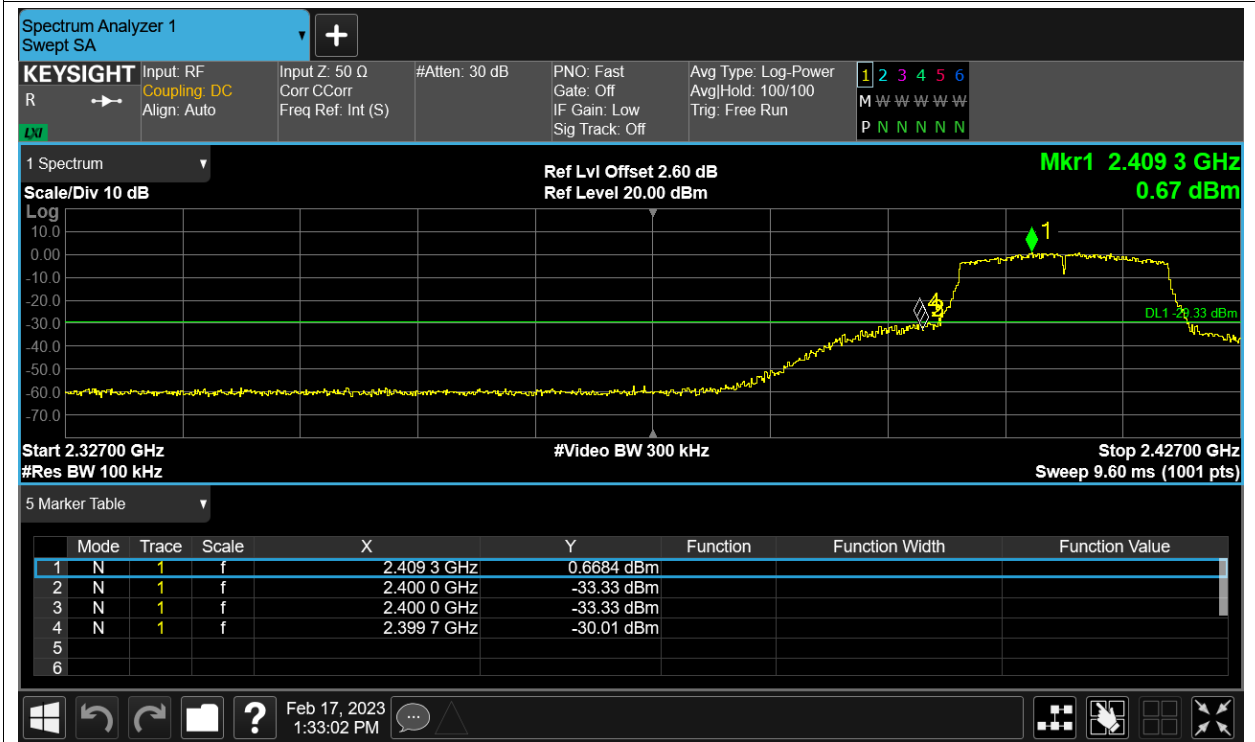 Spectrum Analyzer 1
Swept SA
+
KEYSIGHT Input: RF Input Z: 50 Ω #Atten: 30 dB PNO: Fast Avg Type: Log-Power 1 2 3 4 5 6
R Coupling: DC Corr CCorr Gate: Off Avg|Hold: 100/100 M W W W W W
Align: Auto Freq Ref: Int (S) IF Gain: Low Trig: Free Run
LXI Sig Track: Off P N N N N N
1 Spectrum Ref Lvl Offset 2.60 dB Mkr1 2.409 3 GHz
Scale/Div 10 dB Ref Level 20.00 dBm 0.67 dBm
Log
10.0 1
0.00
-10.0
-20.0
-30.0 DL1 -29.33 dBm
-40.0
-50.0
-60.0
-70.0
Start 2.32700 GHz #Video BW 300 kHz Stop 2.42700 GHz
#Res BW 100 kHz Sweep 9.60 ms (1001 pts)
5 Marker Table
Mode Trace Scale X Y Function Function Width Function Value
1 N 1 f 2.409 3 GHz 0.6684 dBm
2 N 1 f 2.400 0 GHz -33.33 dBm
3 N 1 f 2.400 0 GHz -33.33 dBm
4 N 1 f 2.399 7 GHz -30.01 dBm
5
6
? Feb 17, 2023
1:33:02 PM